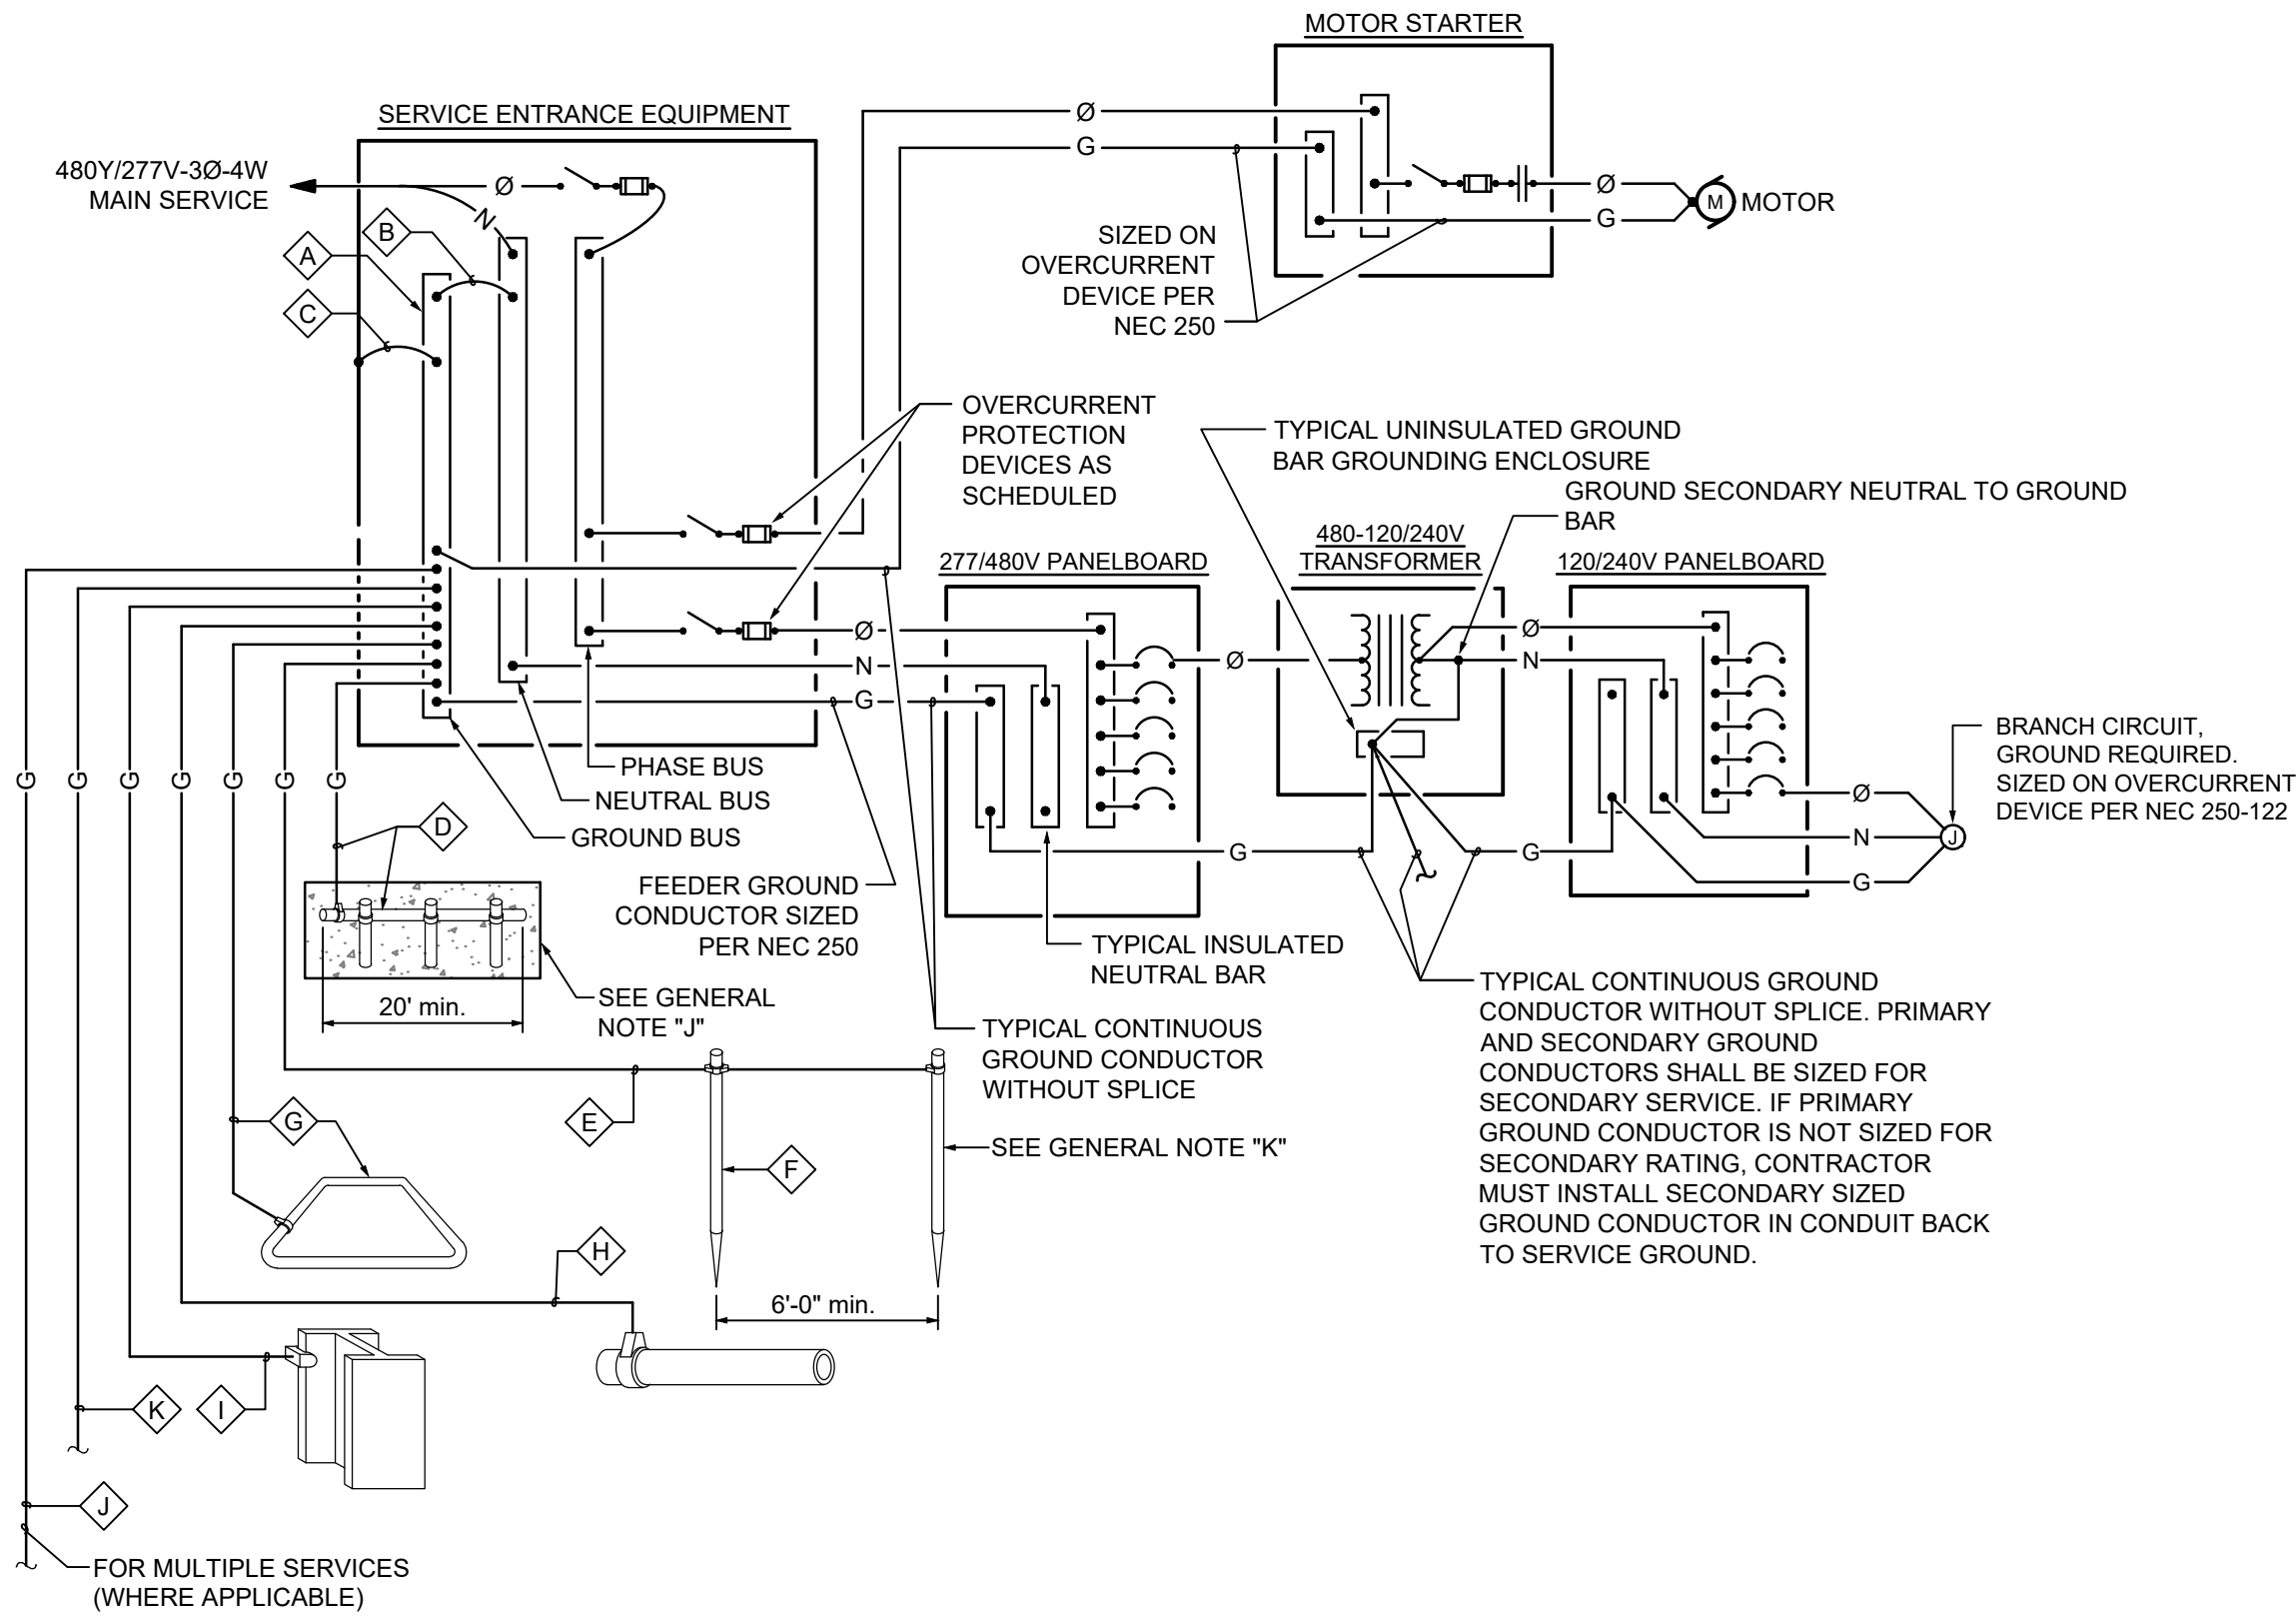 MOTOR STARTER
SERVICE ENTRANCE EQUIPMENT
480Y/277V-3Ø-4W
MAIN SERVICE
Ø
N
Ø
G
Ø
G
M
MOTOR
A
B
C
SIZED ON
OVERCURRENT
DEVICE PER
NEC 250
OVERCURRENT
PROTECTION
DEVICES AS
SCHEDULED
TYPICAL UNINSULATED GROUND
BAR GROUNDING ENCLOSURE
GROUND SECONDARY NEUTRAL TO GROUND
BAR
277/480V PANELBOARD
480-120/240V
TRANSFORMER
120/240V PANELBOARD
Ø
N
G
Ø
Ø
N
G
G
Ø
N
G
J
BRANCH CIRCUIT,
GROUND REQUIRED.
SIZED ON OVERCURRENT
DEVICE PER NEC 250-122
PHASE BUS
NEUTRAL BUS
GROUND BUS
G
G
G
G
G
G
G
D
FEEDER GROUND
CONDUCTOR SIZED
PER NEC 250
TYPICAL INSULATED
NEUTRAL BAR
20' min.
SEE GENERAL
NOTE "J"
TYPICAL CONTINUOUS
GROUND CONDUCTOR
WITHOUT SPLICE
TYPICAL CONTINUOUS GROUND
CONDUCTOR WITHOUT SPLICE. PRIMARY
AND SECONDARY GROUND
CONDUCTORS SHALL BE SIZED FOR
SECONDARY SERVICE. IF PRIMARY
GROUND CONDUCTOR IS NOT SIZED FOR
SECONDARY RATING, CONTRACTOR
MUST INSTALL SECONDARY SIZED
GROUND CONDUCTOR IN CONDUIT BACK
TO SERVICE GROUND.
G
E
F
SEE GENERAL NOTE "K"
H
6'-0" min.
K
I
J
FOR MULTIPLE SERVICES
(WHERE APPLICABLE)